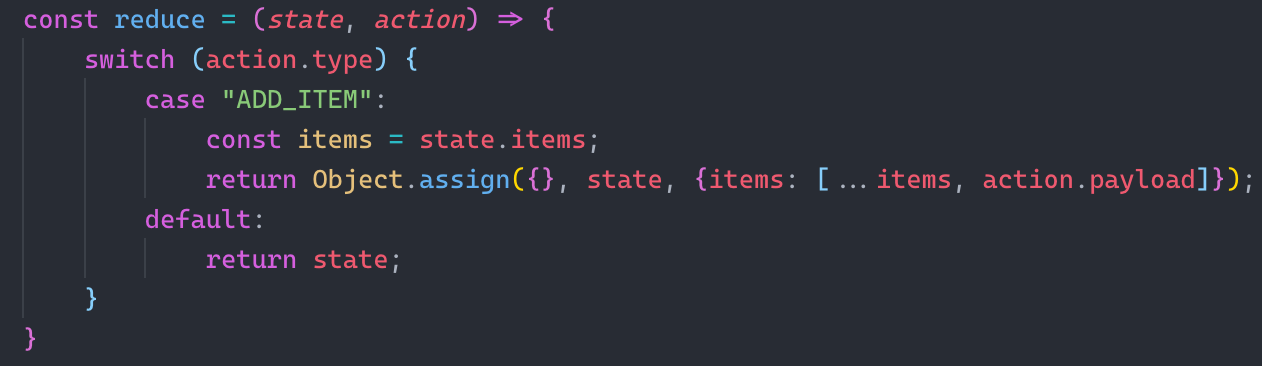 const reduce = (state, action) => {
    switch (action.type) {
        case "ADD_ITEM":
            const items = state.items;
            return Object.assign({}, state, {items: [...items, action.payload]});
        default:
            return state;
    }
}